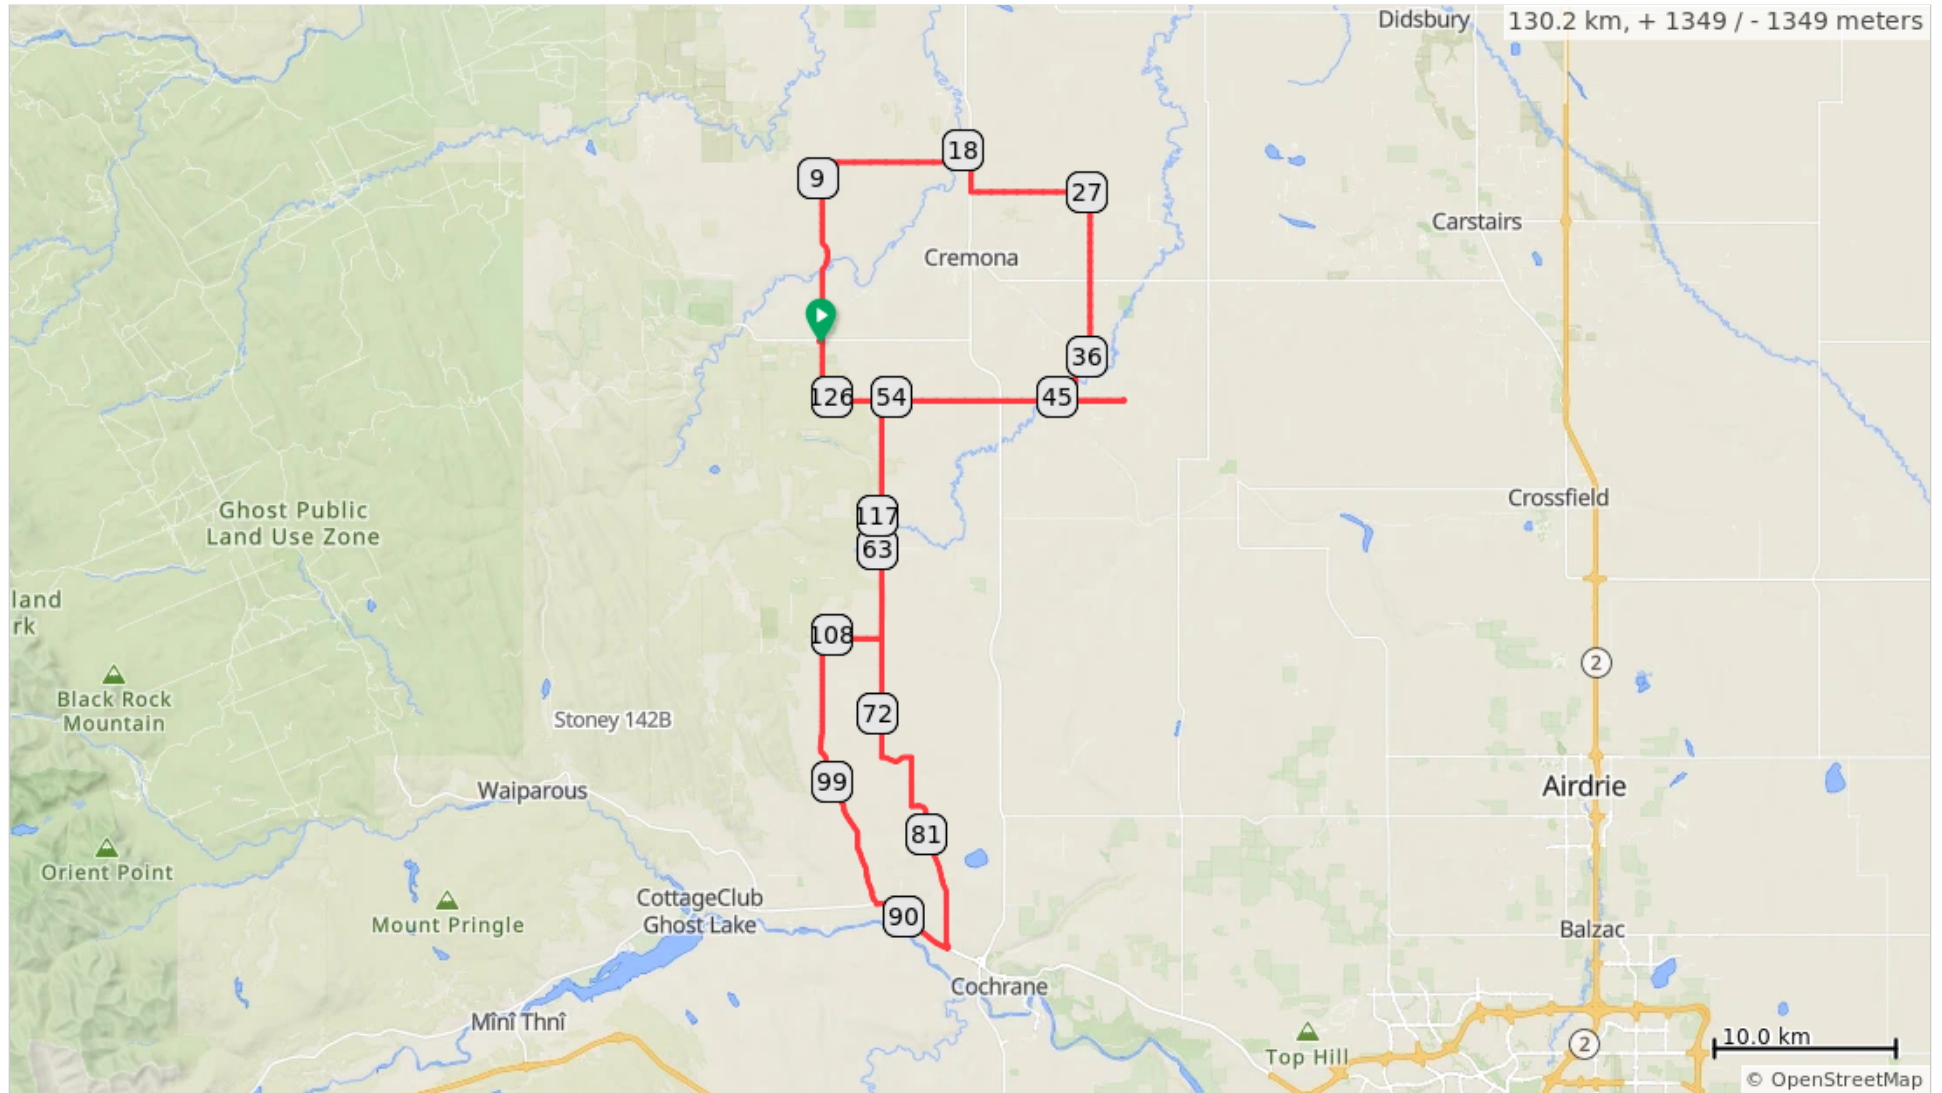 Didsbury
130.2 km, + 1349 / - 1349 meters
18
9
27
Carstairs
Cremona
36
126
54
45
Crossfield
Ghost Public
Land Use Zone
117
63
land
rk
108
2
Black Rock
Mountain
Stoney 142B
72
Waiparous
99
Airdrie
81
Orient Point
CottageClub
Ghost Lake
Mount Pringle
90
Balzac
Cochrane
Mînî Thnî
Top Hill
2
10.0 km
© OpenStreetMap